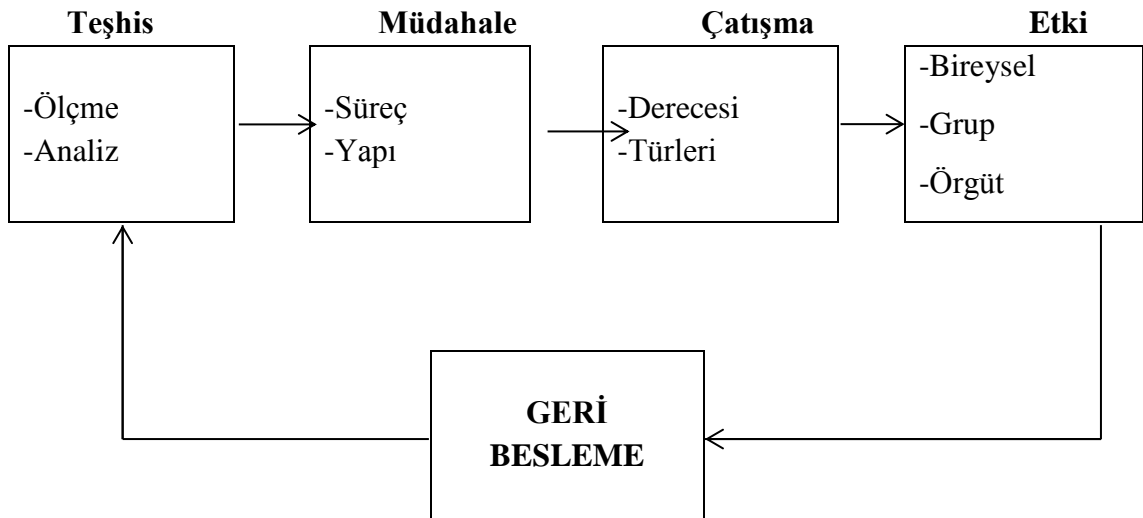 Teşhis
Müdahale
Çatışma
Etki
-Ölçme
-Analiz
-Süreç
-Yapı
-Derecesi
-Türleri
-Bireysel
-Grup
-Örgüt
GERİ
BESLEME